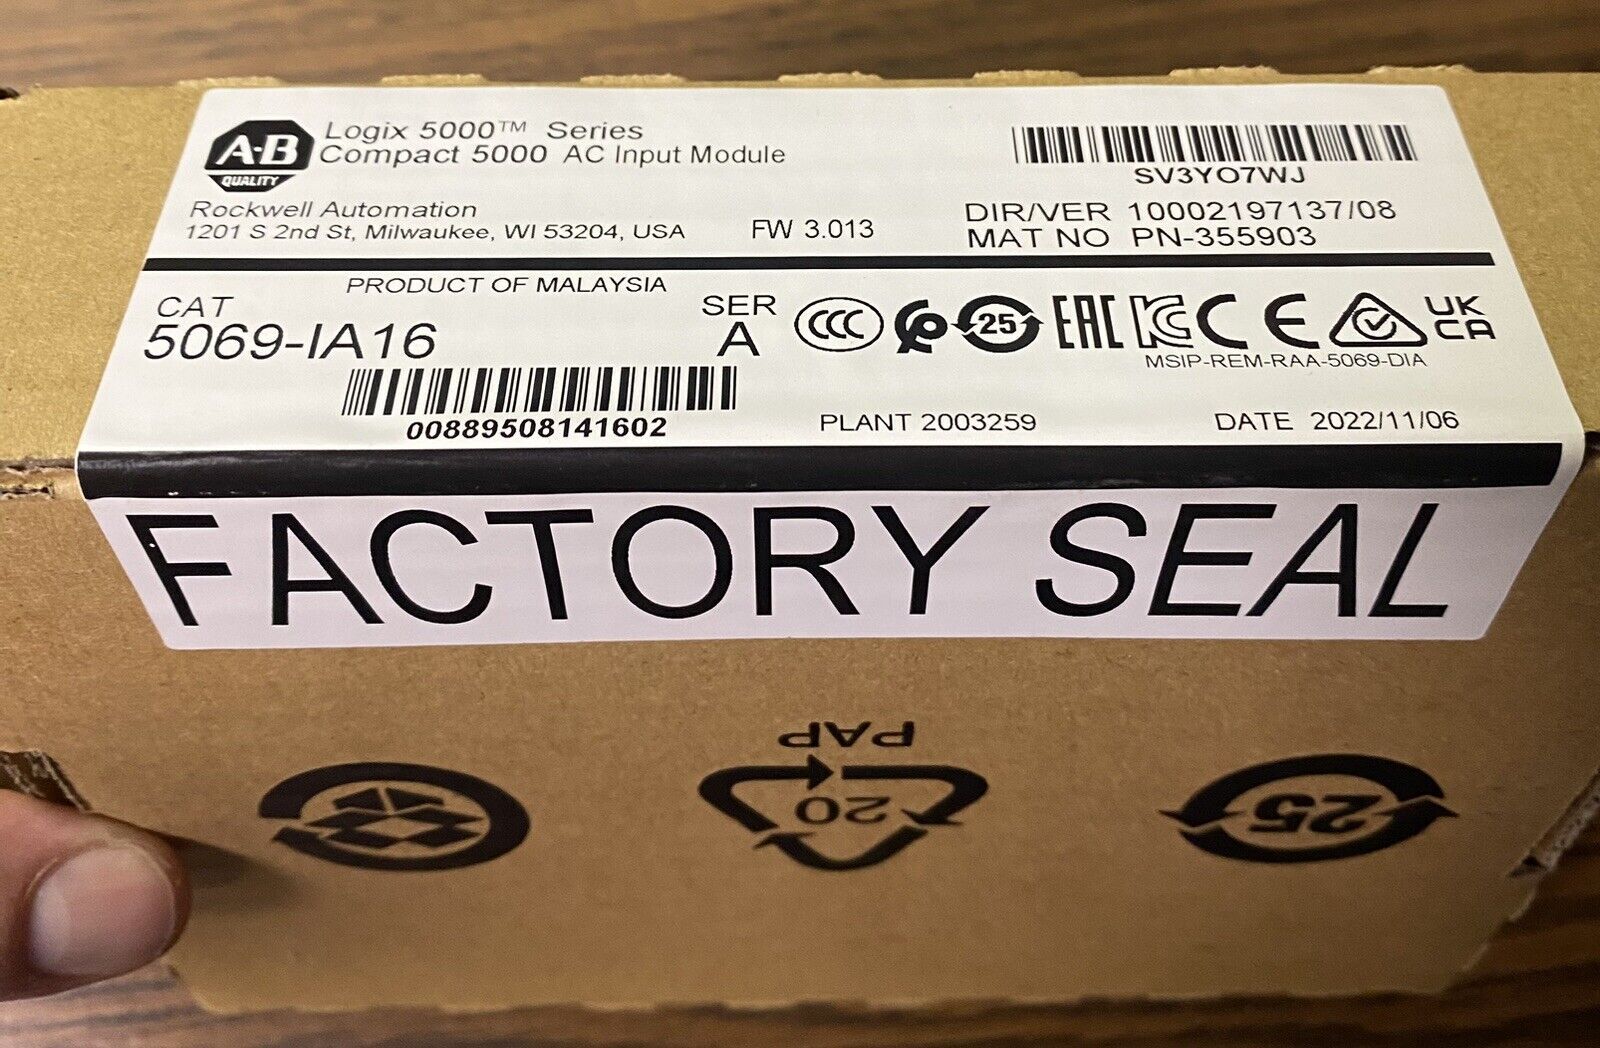 A-B
QUALITY
Logix 5000™ Series
Compact 5000 AC Input Module
SV3YO7WJ
Rockwell Automation
1201 S 2nd St, Milwaukee, WI 53204, USA
FW 3.013
DIR/VER 10002197137/08
MAT NO PN-355903
PRODUCT OF MALAYSIA
CAT
5069-IA16
SER
A
CCC
25
EAC
KC
CE
UK
CA
MSIP-REM-RAA-5069-DIA
00889508141602
PLANT 2003259
DATE 2022/11/06
FACTORY SEAL
PAP
20
25